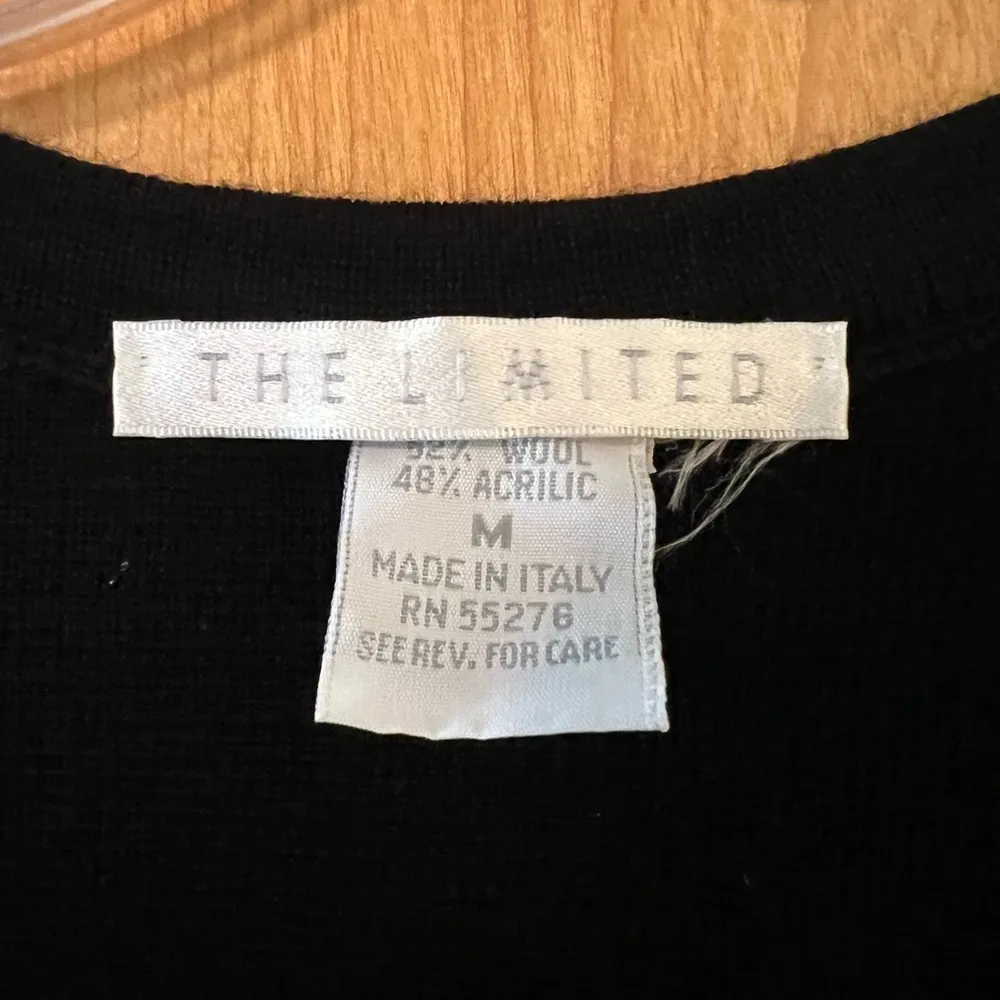 THE LIMITED
52% WOOL
48% ACRILIC
M
MADE IN ITALY
RN 55276
SEE REV. FOR CARE